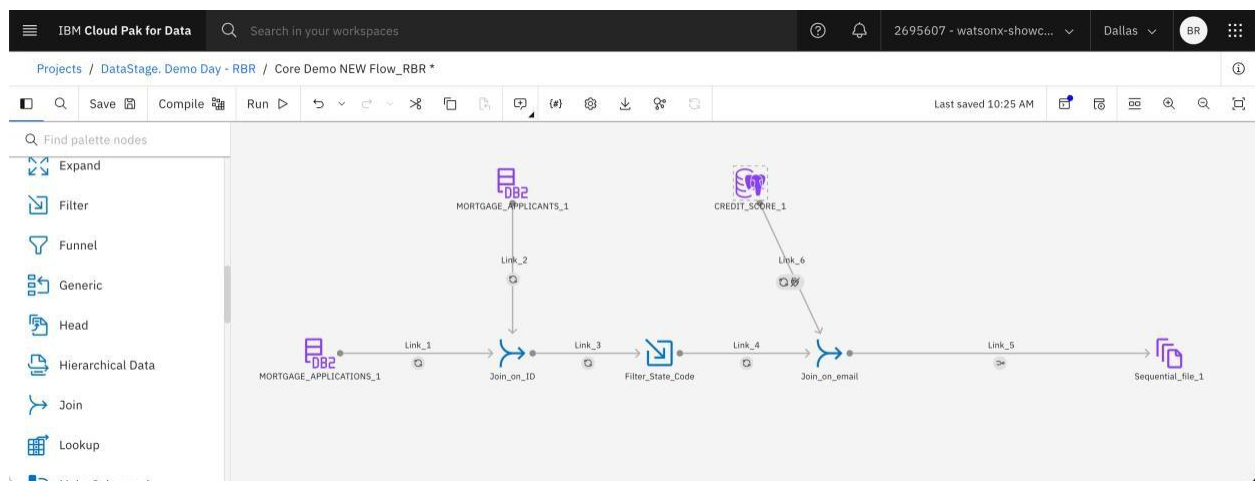 IBM Cloud Pak for Data
Search in your workspaces
2695607 - watsonx-showc...
Dallas
BR
Projects / DataStage. Demo Day - RBR / Core Demo NEW Flow_RBR *
Save
Compile
Run
{#}
Last saved 10:25 AM
Find palette nodes
Expand
Filter
Funnel
Generic
Head
Hierarchical Data
Join
Lookup
DB2
MORTGAGE_APPLICANTS_1
CREDIT_SCORE_1
Link_2
Link_6
Link_1
Link_3
Link_4
Link_5
DB2
MORTGAGE_APPLICATIONS_1
Join_on_ID
Filter_State_Code
Join_on_email
Sequential_file_1